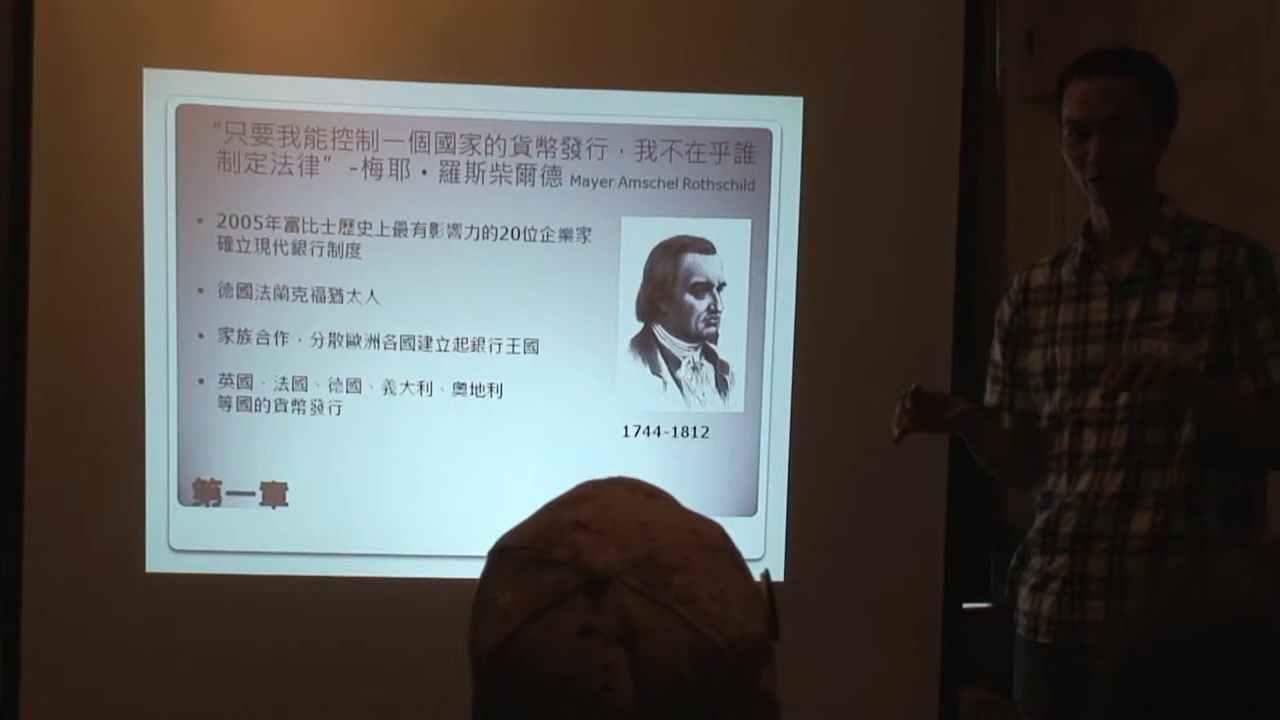 “只要我能控制一個國家的貨幣發行，我不在乎誰
制定法律” -梅耶•羅斯柴爾德 Mayer Amschel Rothschild
• 2005年富比士歷史上最有影響力的20位企業家
確立現代銀行制度
• 德國法蘭克福猶太人
• 家族合作，分散歐洲各國建立起銀行王國
• 英國、法國、德國、義大利、奧地利
等國的貨幣發行
1744-1812
第一章